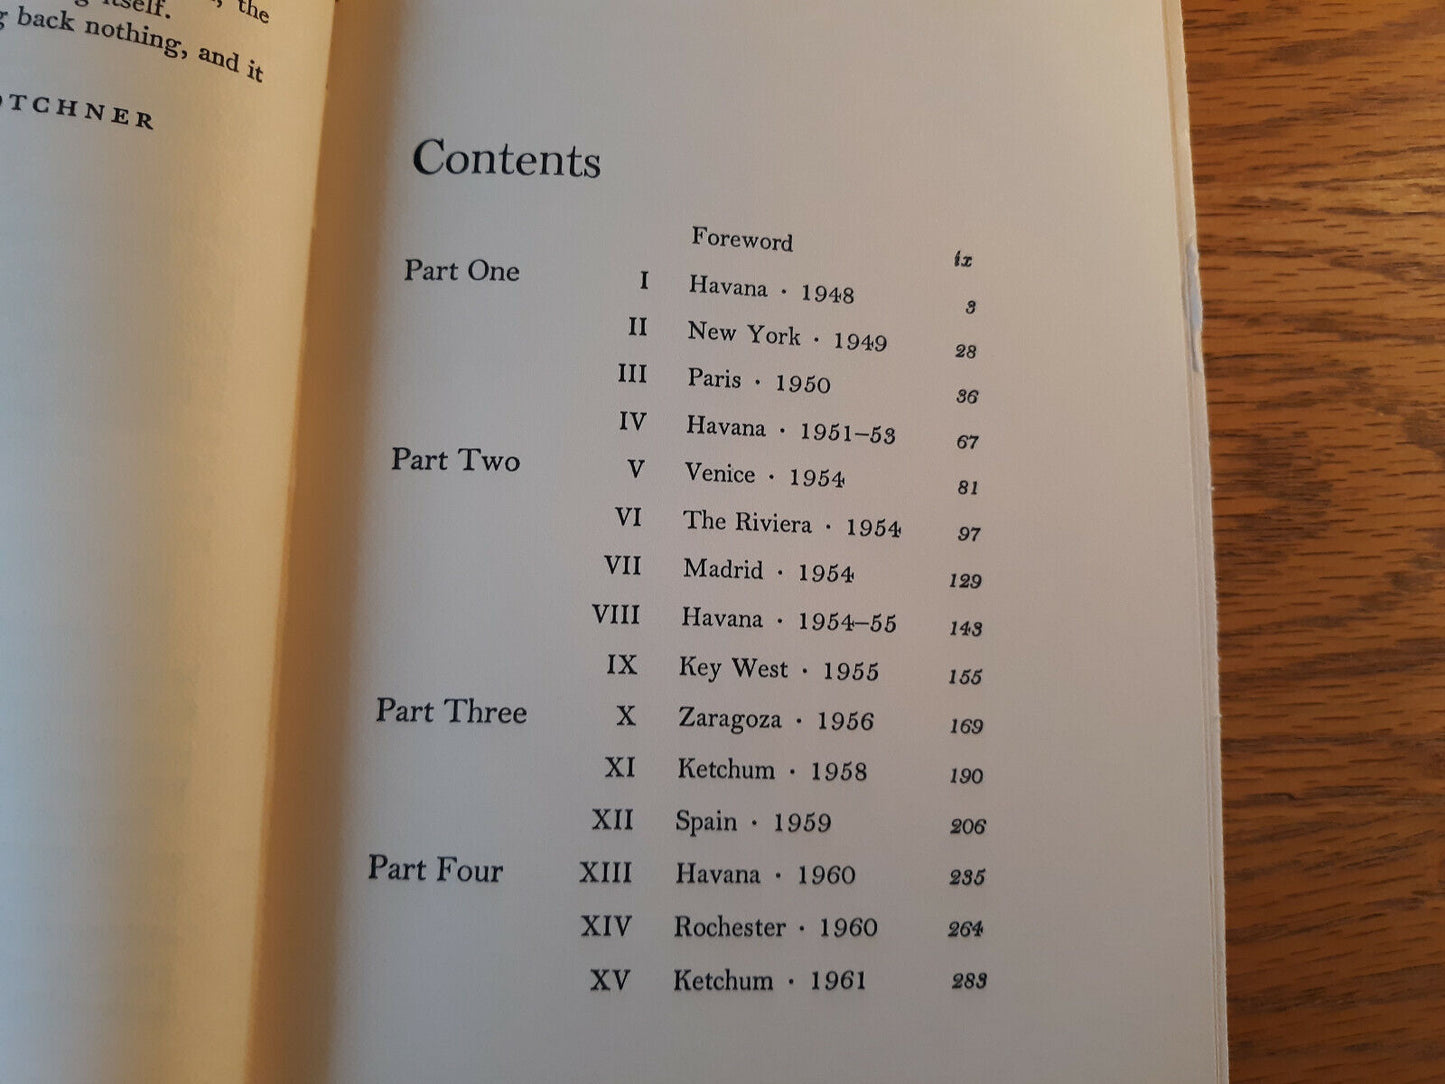 itself.
, the
back nothing, and it
OTCHNER
Contents
Foreword ix
Part One I Havana · 1948 3
II New York · 1949 28
III Paris · 1950 36
IV Havana · 1951–53 67
Part Two V Venice · 1954 81
VI The Riviera · 1954 97
VII Madrid · 1954 129
VIII Havana · 1954–55 143
IX Key West · 1955 155
Part Three X Zaragoza · 1956 169
XI Ketchum · 1958 190
XII Spain · 1959 206
Part Four XIII Havana · 1960 235
XIV Rochester · 1960 264
XV Ketchum · 1961 283